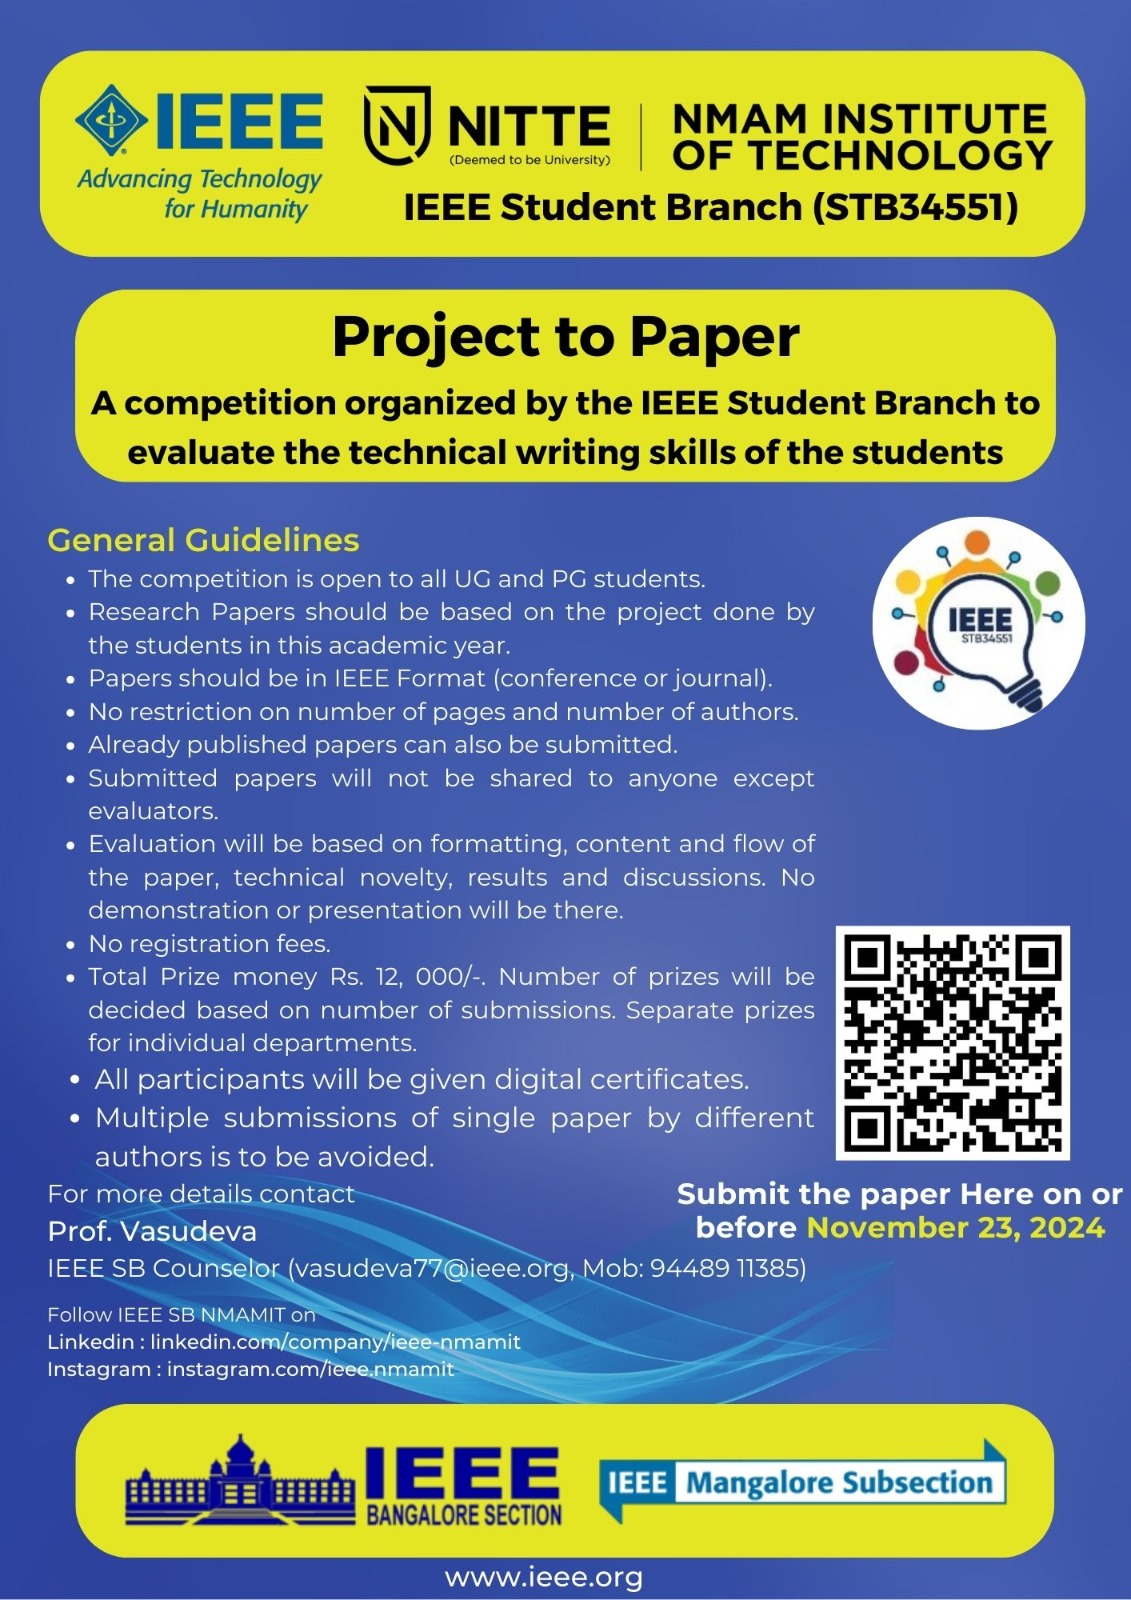 IEEE
Advancing Technology
for Humanity
N NITTE
(Deemed to be University)
NMAM INSTITUTE
OF TECHNOLOGY
IEEE Student Branch (STB34551)
Project to Paper
A competition organized by the IEEE Student Branch to
evaluate the technical writing skills of the students
General Guidelines
• The competition is open to all UG and PG students.
• Research Papers should be based on the project done by
the students in this academic year.
• Papers should be in IEEE Format (conference or journal).
• No restriction on number of pages and number of authors.
• Already published papers can also be submitted.
• Submitted papers will not be shared to anyone except
evaluators.
• Evaluation will be based on formatting, content and flow of
the paper, technical novelty, results and discussions. No
demonstration or presentation will be there.
• No registration fees.
• Total Prize money Rs. 12, 000/-. Number of prizes will be
decided based on number of submissions. Separate prizes
for individual departments.
• All participants will be given digital certificates.
• Multiple submissions of single paper by different
authors is to be avoided.
IEEE
STB34551
Submit the paper Here on or
before November 23, 2024
For more details contact
Prof. Vasudeva
IEEE SB Counselor (vasudeva77@ieee.org, Mob: 94489 11385)
Follow IEEE SB NMAMIT on
Linkedin : linkedin.com/company/ieee-nmamit
Instagram : instagram.com/ieee.nmamit
IEEE
BANGALORE SECTION
IEEE Mangalore Subsection
www.ieee.org